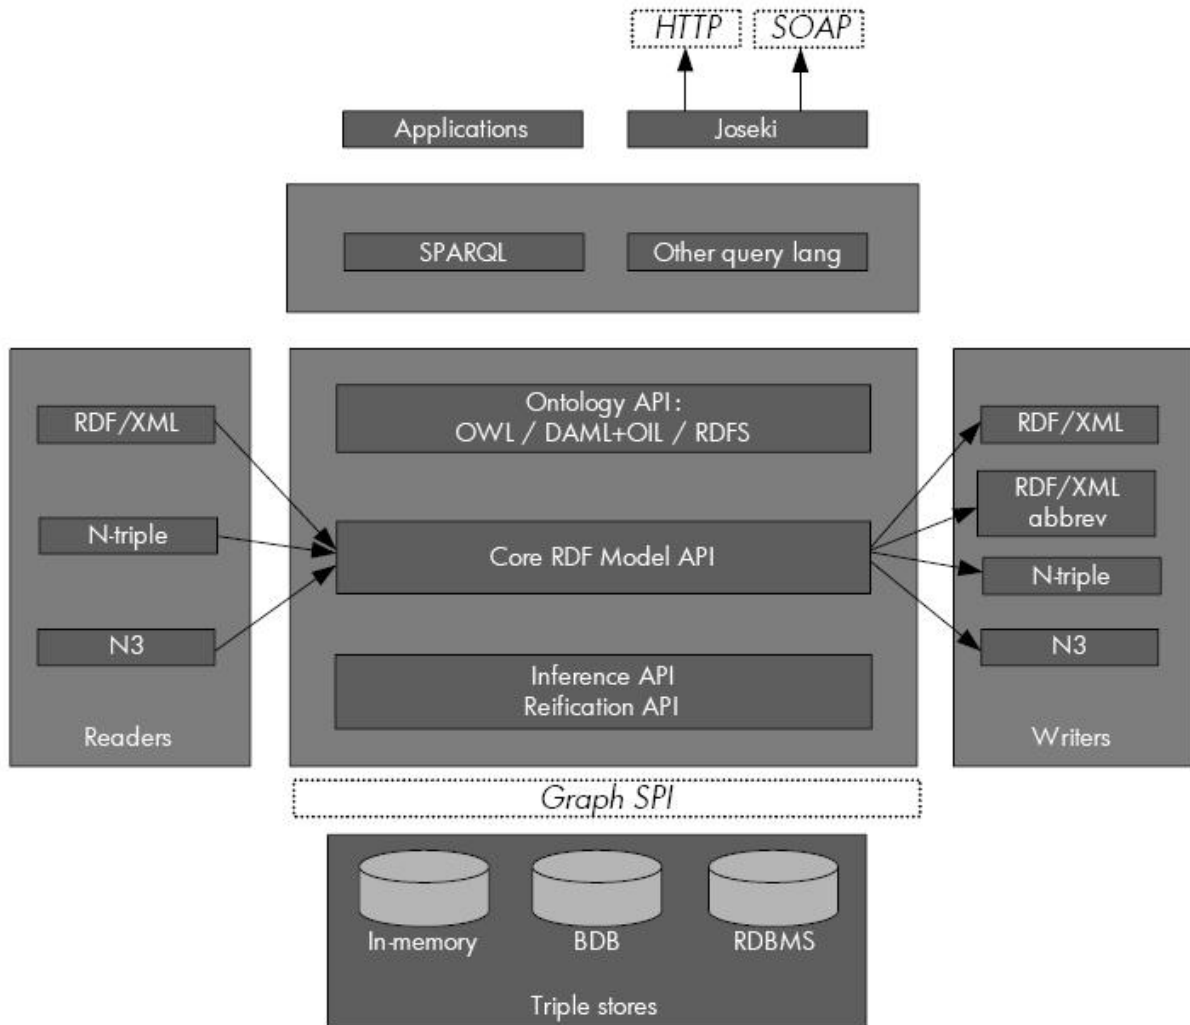 HTTP
SOAP
Applications
Joseki
SPARQL
Other query lang
RDF/XML
N-triple
N3
Readers
Ontology API:
OWL / DAML+OIL / RDFS
Core RDF Model API
Inference API
Reification API
RDF/XML
RDF/XML
abbrev
N-triple
N3
Writers
Graph SPI
In-memory
BDB
RDBMS
Triple stores